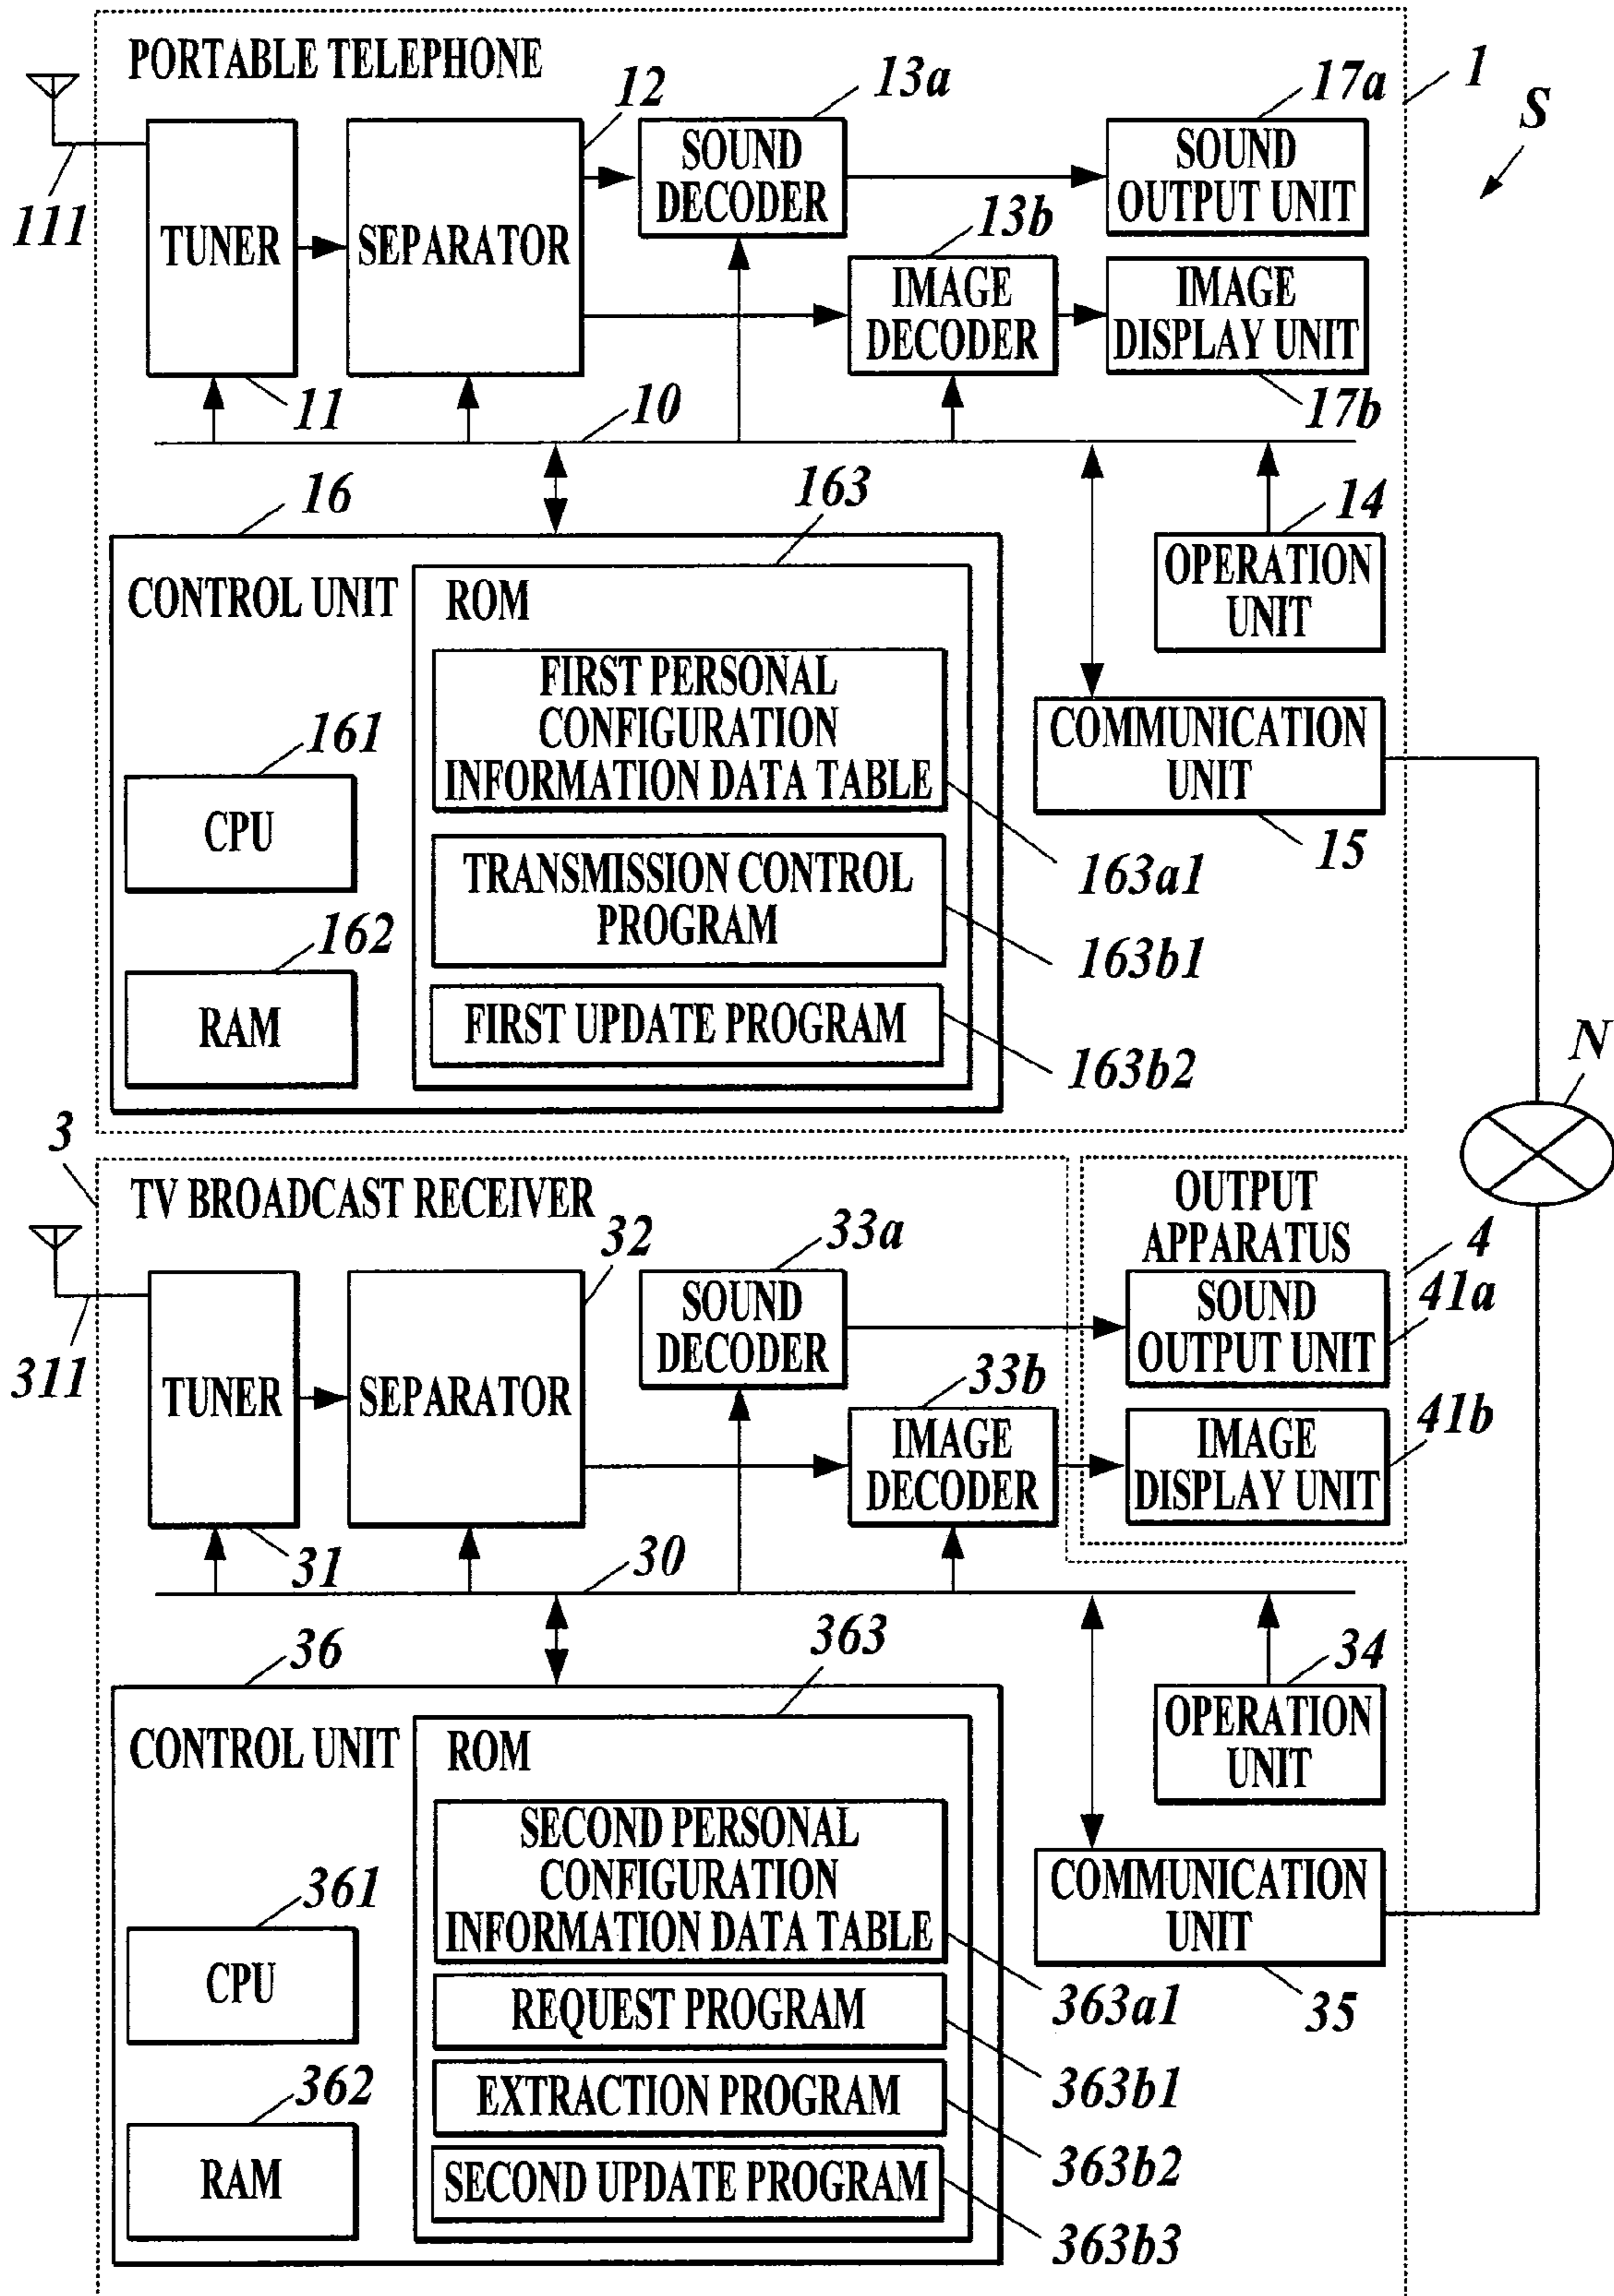 PORTABLE TELEPHONE
1
S
111
12
13a
17a
TUNER
SEPARATOR
SOUND
DECODER
SOUND
OUTPUT UNIT
13b
IMAGE
DECODER
IMAGE
DISPLAY UNIT
11
10
17b
16
163
14
CONTROL UNIT
ROM
OPERATION
UNIT
FIRST PERSONAL
CONFIGURATION
INFORMATION DATA TABLE
COMMUNICATION
UNIT
161
CPU
15
163a1
TRANSMISSION CONTROL
PROGRAM
163b1
162
RAM
FIRST UPDATE PROGRAM
163b2
N
3
TV BROADCAST RECEIVER
OUTPUT
APPARATUS
4
311
32
33a
41a
TUNER
SEPARATOR
SOUND
DECODER
SOUND
OUTPUT UNIT
33b
41b
IMAGE
DECODER
IMAGE
DISPLAY UNIT
31
30
36
363
34
CONTROL UNIT
ROM
OPERATION
UNIT
SECOND PERSONAL
CONFIGURATION
INFORMATION DATA TABLE
COMMUNICATION
UNIT
361
CPU
35
363a1
REQUEST PROGRAM
363b1
EXTRACTION PROGRAM
363b2
362
RAM
SECOND UPDATE PROGRAM
363b3